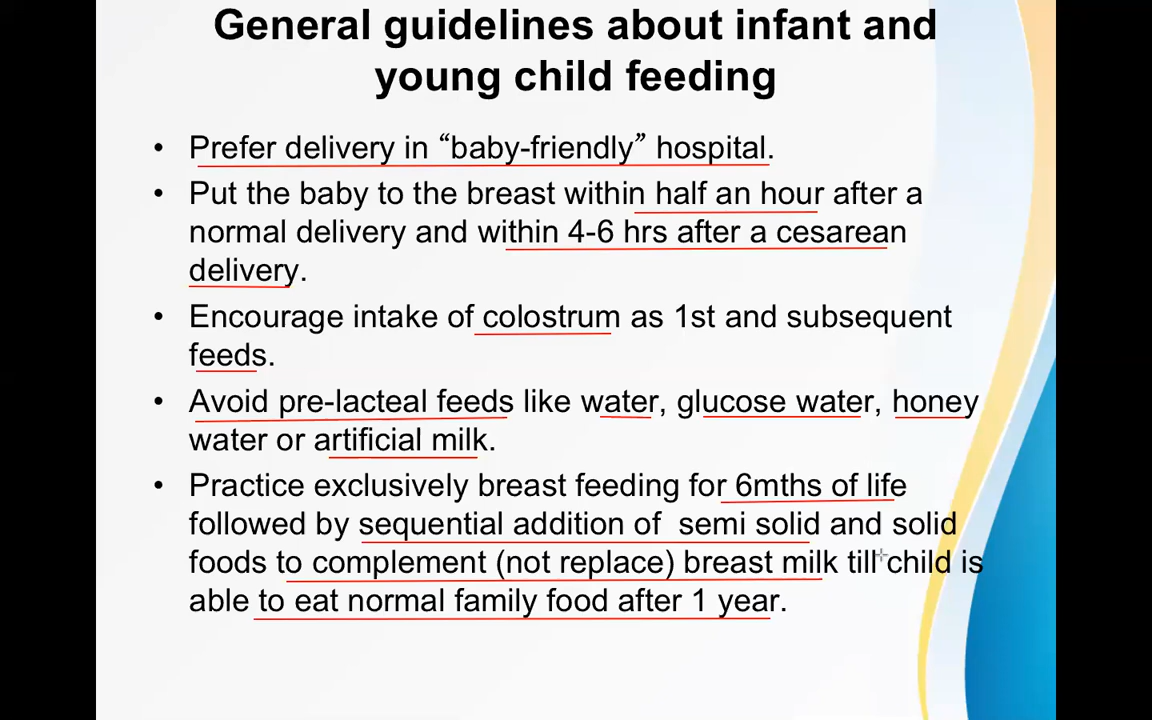 General guidelines about infant and
young child feeding
• Prefer delivery in “baby-friendly” hospital.
• Put the baby to the breast within half an hour after a
normal delivery and within 4-6 hrs after a cesarean
delivery.
• Encourage intake of colostrum as 1st and subsequent
feeds.
• Avoid pre-lacteal feeds like water, glucose water, honey
water or artificial milk.
• Practice exclusively breast feeding for 6mths of life
followed by sequential addition of  semi solid and solid
foods to complement (not replace) breast milk till child is
able to eat normal family food after 1 year.